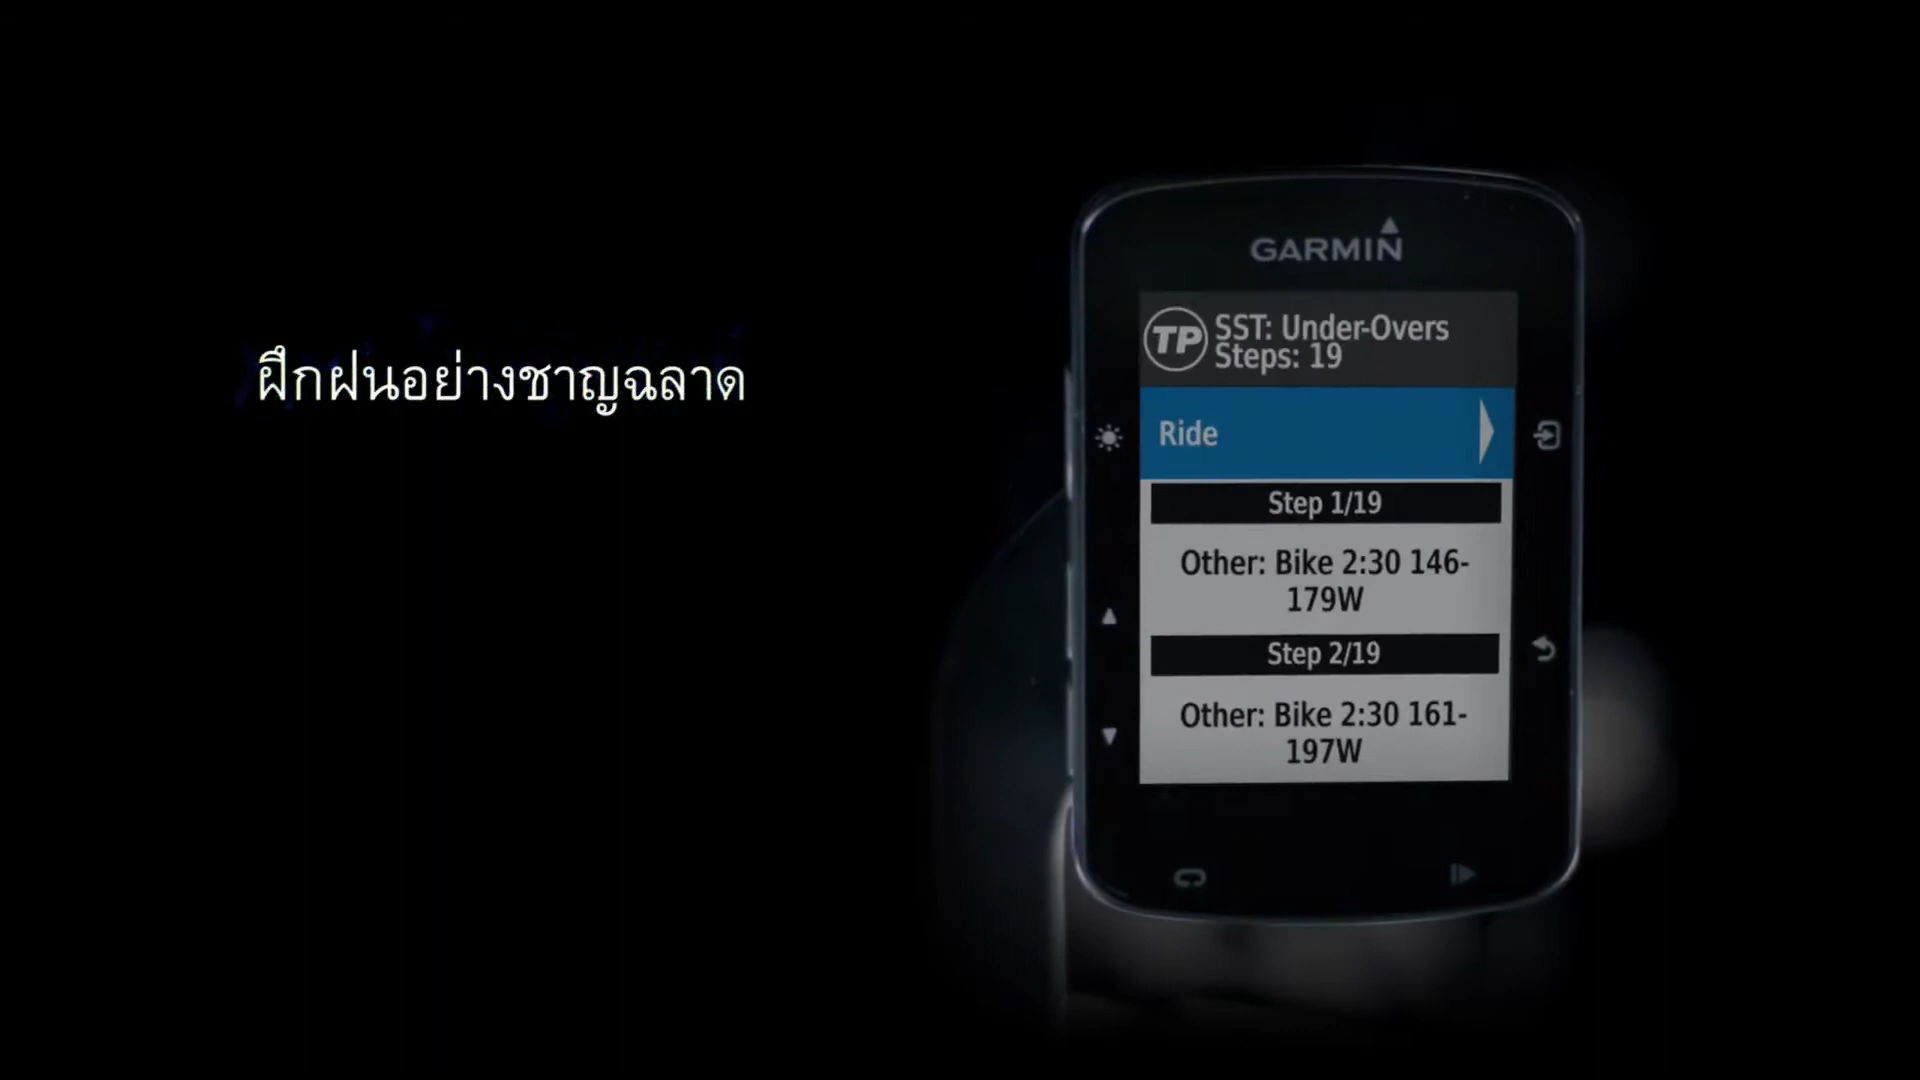 ฝึกฝนอย่างชาญฉลาด
GARMIN
TP
SST: Under-Overs
Steps: 19
Ride
Step 1/19
Other: Bike 2:30 146-
179W
Step 2/19
Other: Bike 2:30 161-
197W